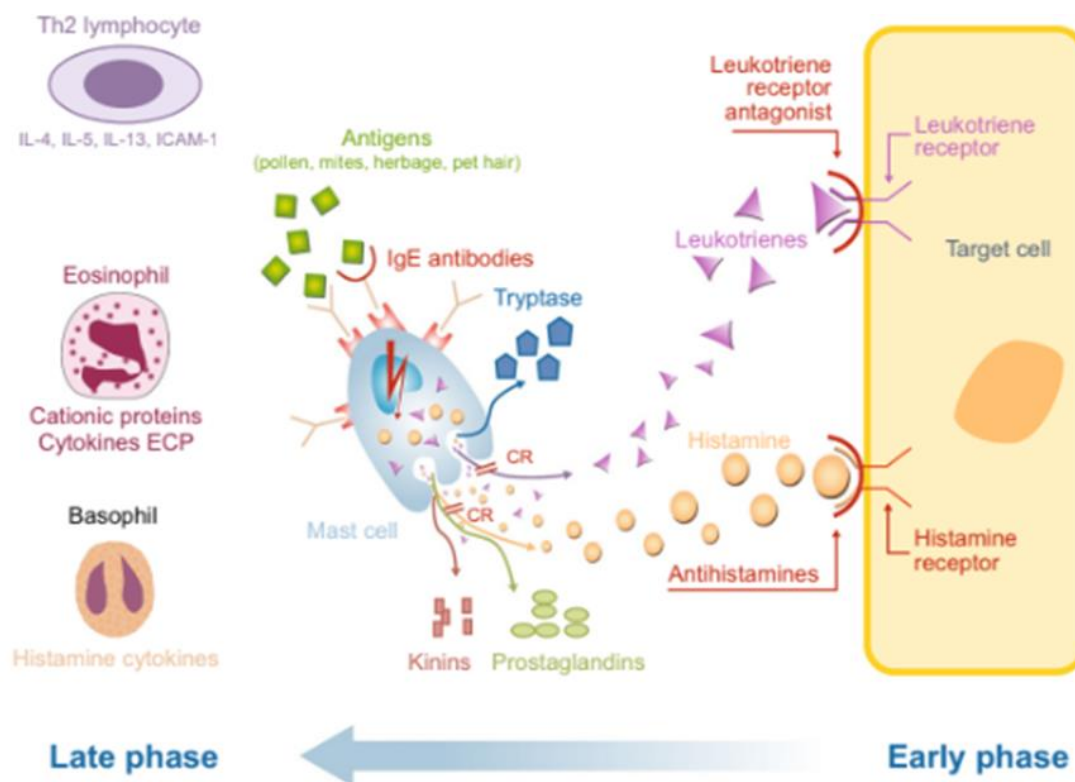 Th2 lymphocyte
IL-4, IL-5, IL-13, ICAM-1
Eosinophil
Cationic proteins
Cytokines ECP
Basophil
Histamine cytokines
Antigens
(pollen, mites, herbage, pet hair)
IgE antibodies
Tryptase
Mast cell
CR
CR
Kinins
Prostaglandins
Leukotrienes
Histamine
Leukotriene
receptor
antagonist
Antihistamines
Leukotriene
receptor
Target cell
Histamine
receptor
Late phase
Early phase